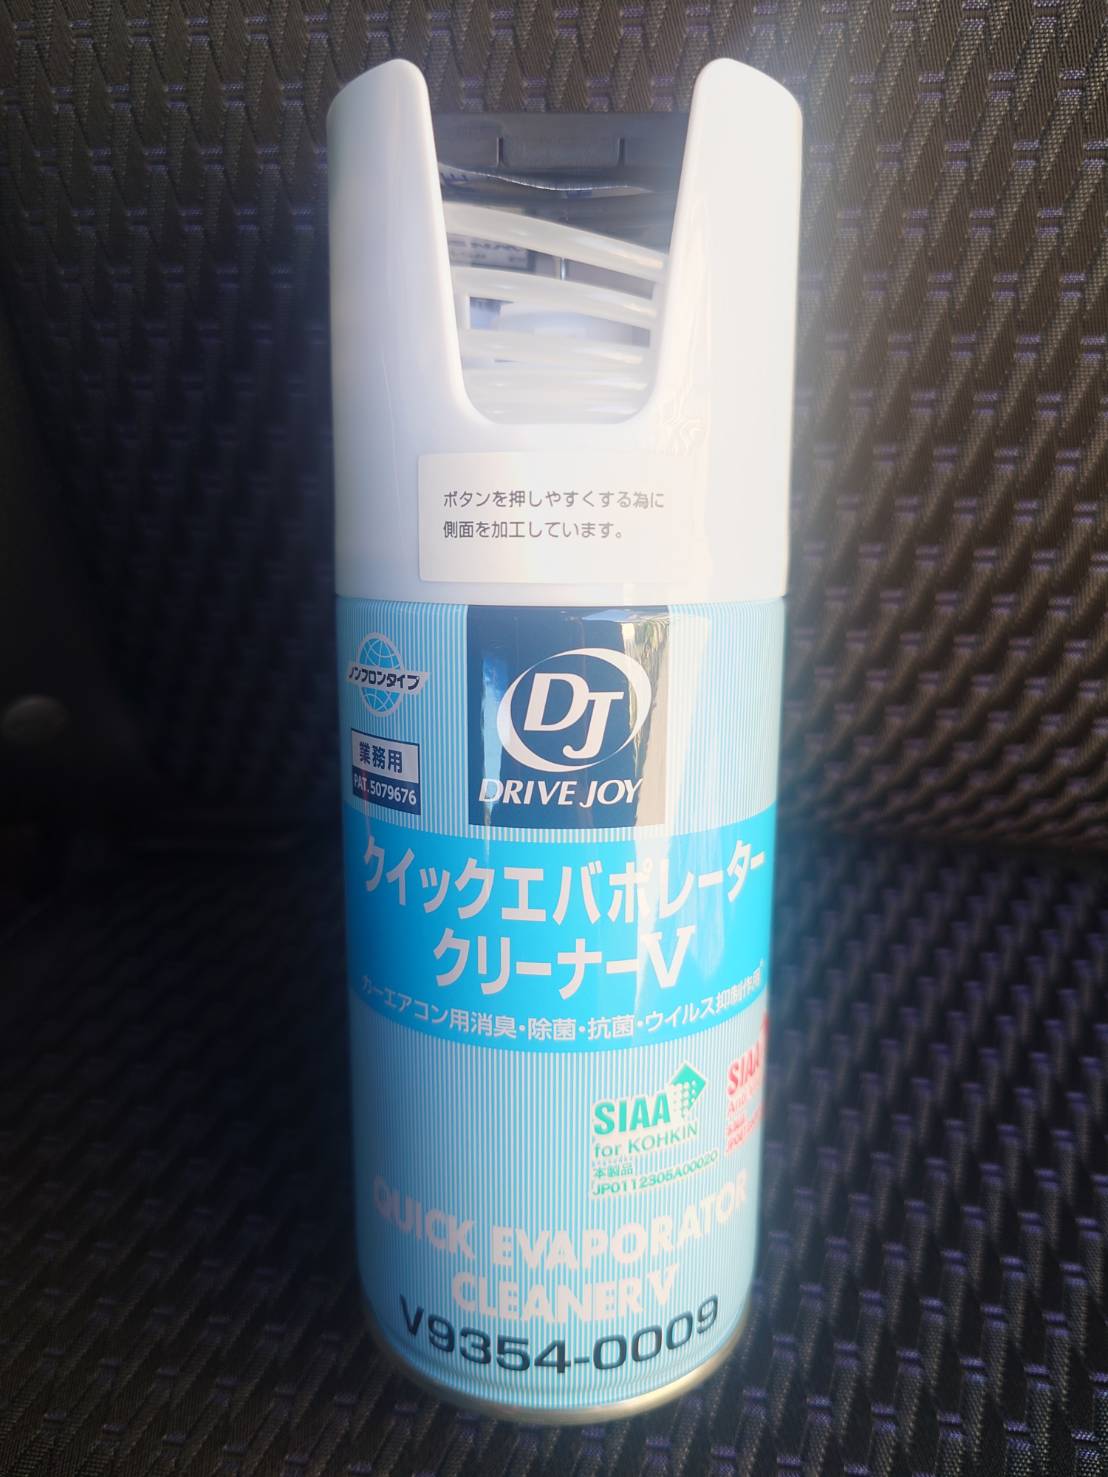 ボタンを押しやすくする為に
側面を加工しています。
ノンフロンタイプ
業務用
PAT.5079676
DJ
DRIVE JOY
クイックエバポレーター
クリーナーV
カーエアコン用消臭・除菌・抗菌・ウイルス抑制作用
SIAA
for KOHKIN
本製品
JP0112305A0002O
SIAA
QUICK EVAPORATOR
CLEANER V
V9354-0009